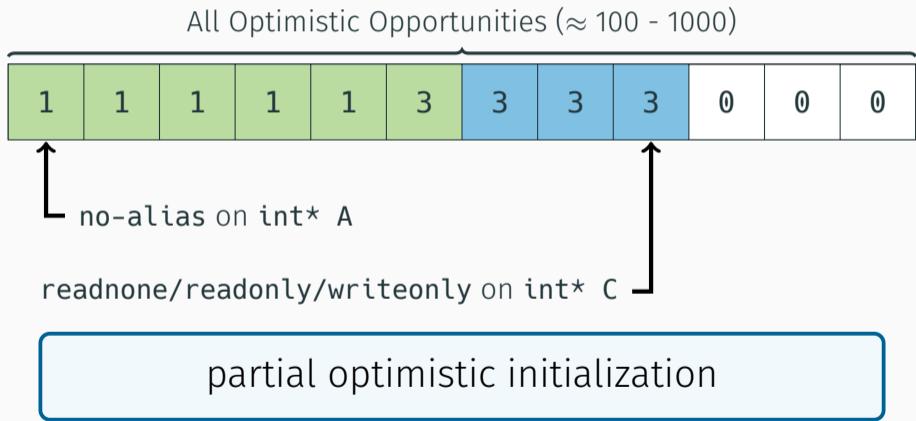 All Optimistic Opportunities (≈ 100 - 1000)
1 1 1 1 1 3 3 3 3 0 0 0
no-alias on int* A
readnone/readonly/writeonly on int* C
partial optimistic initialization